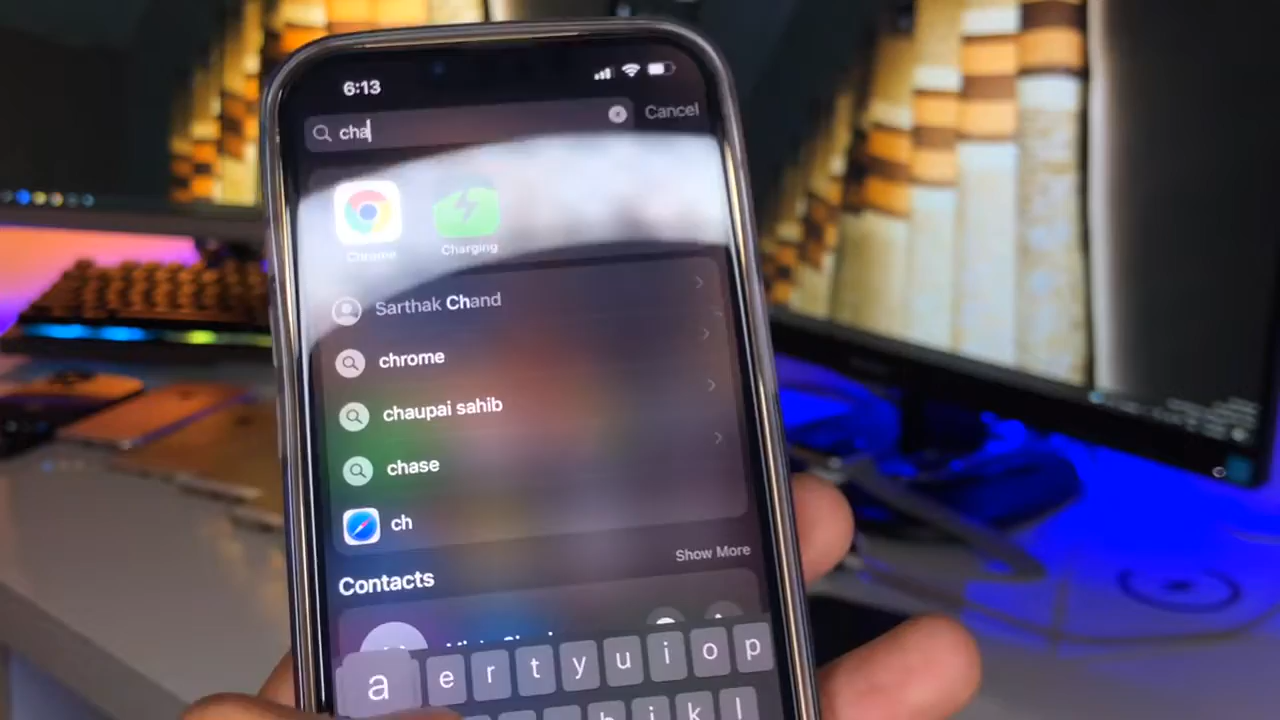 6:13
cha
Cancel
Chrome
Charging
Sarthak Chand
chrome
chaupai sahib
chase
ch
Show More
Contacts
a e r t y u i o p
h j k l